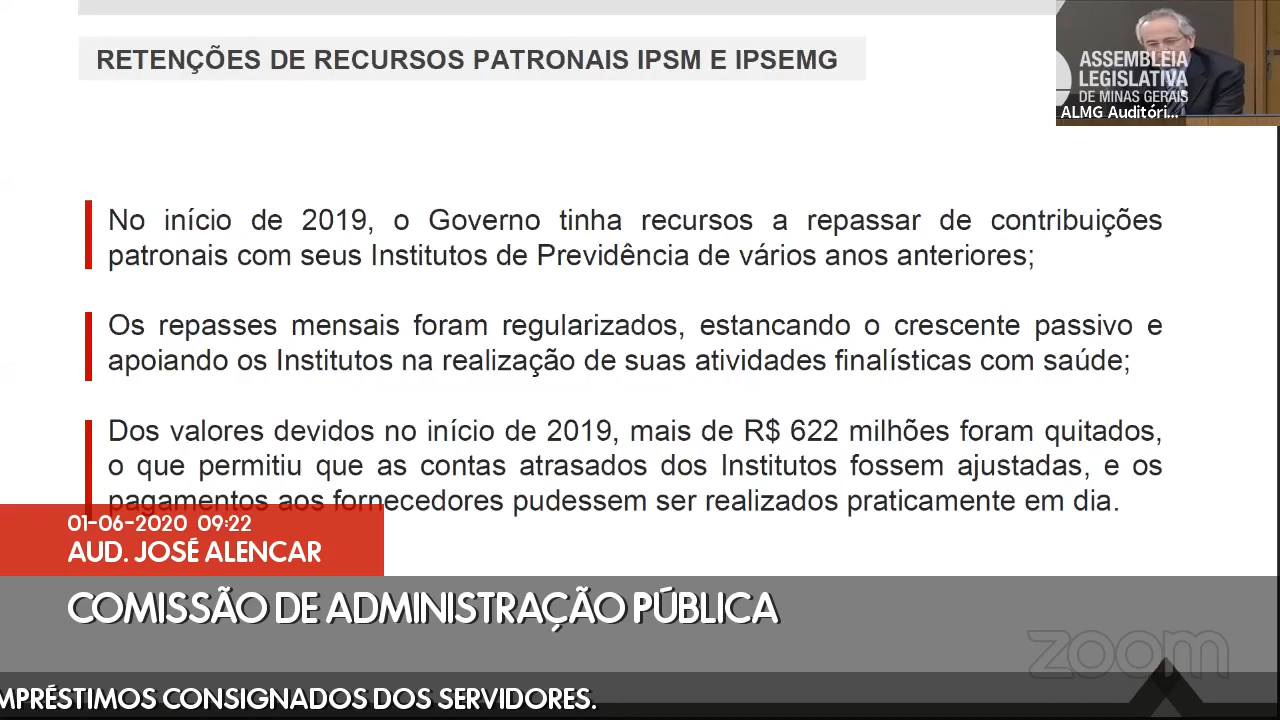 RETENÇÕES DE RECURSOS PATRONAIS IPSM E IPSEMG
ASSEMBLEIA
LEGISLATIVA
DE MINAS GERAIS
ALMG Auditóri...
No início de 2019, o Governo tinha recursos a repassar de contribuições
patronais com seus Institutos de Previdência de vários anos anteriores;
Os repasses mensais foram regularizados, estancando o crescente passivo e
apoiando os Institutos na realização de suas atividades finalísticas com saúde;
Dos valores devidos no início de 2019, mais de R$ 622 milhões foram quitados,
o que permitiu que as contas atrasados dos Institutos fossem ajustadas, e os
pagamentos aos fornecedores pudessem ser realizados praticamente em dia.
01-06-2020 09:22
AUD. JOSÉ ALENCAR
COMISSÃO DE ADMINISTRAÇÃO PÚBLICA
zoom
MPRÉSTIMOS CONSIGNADOS DOS SERVIDORES.